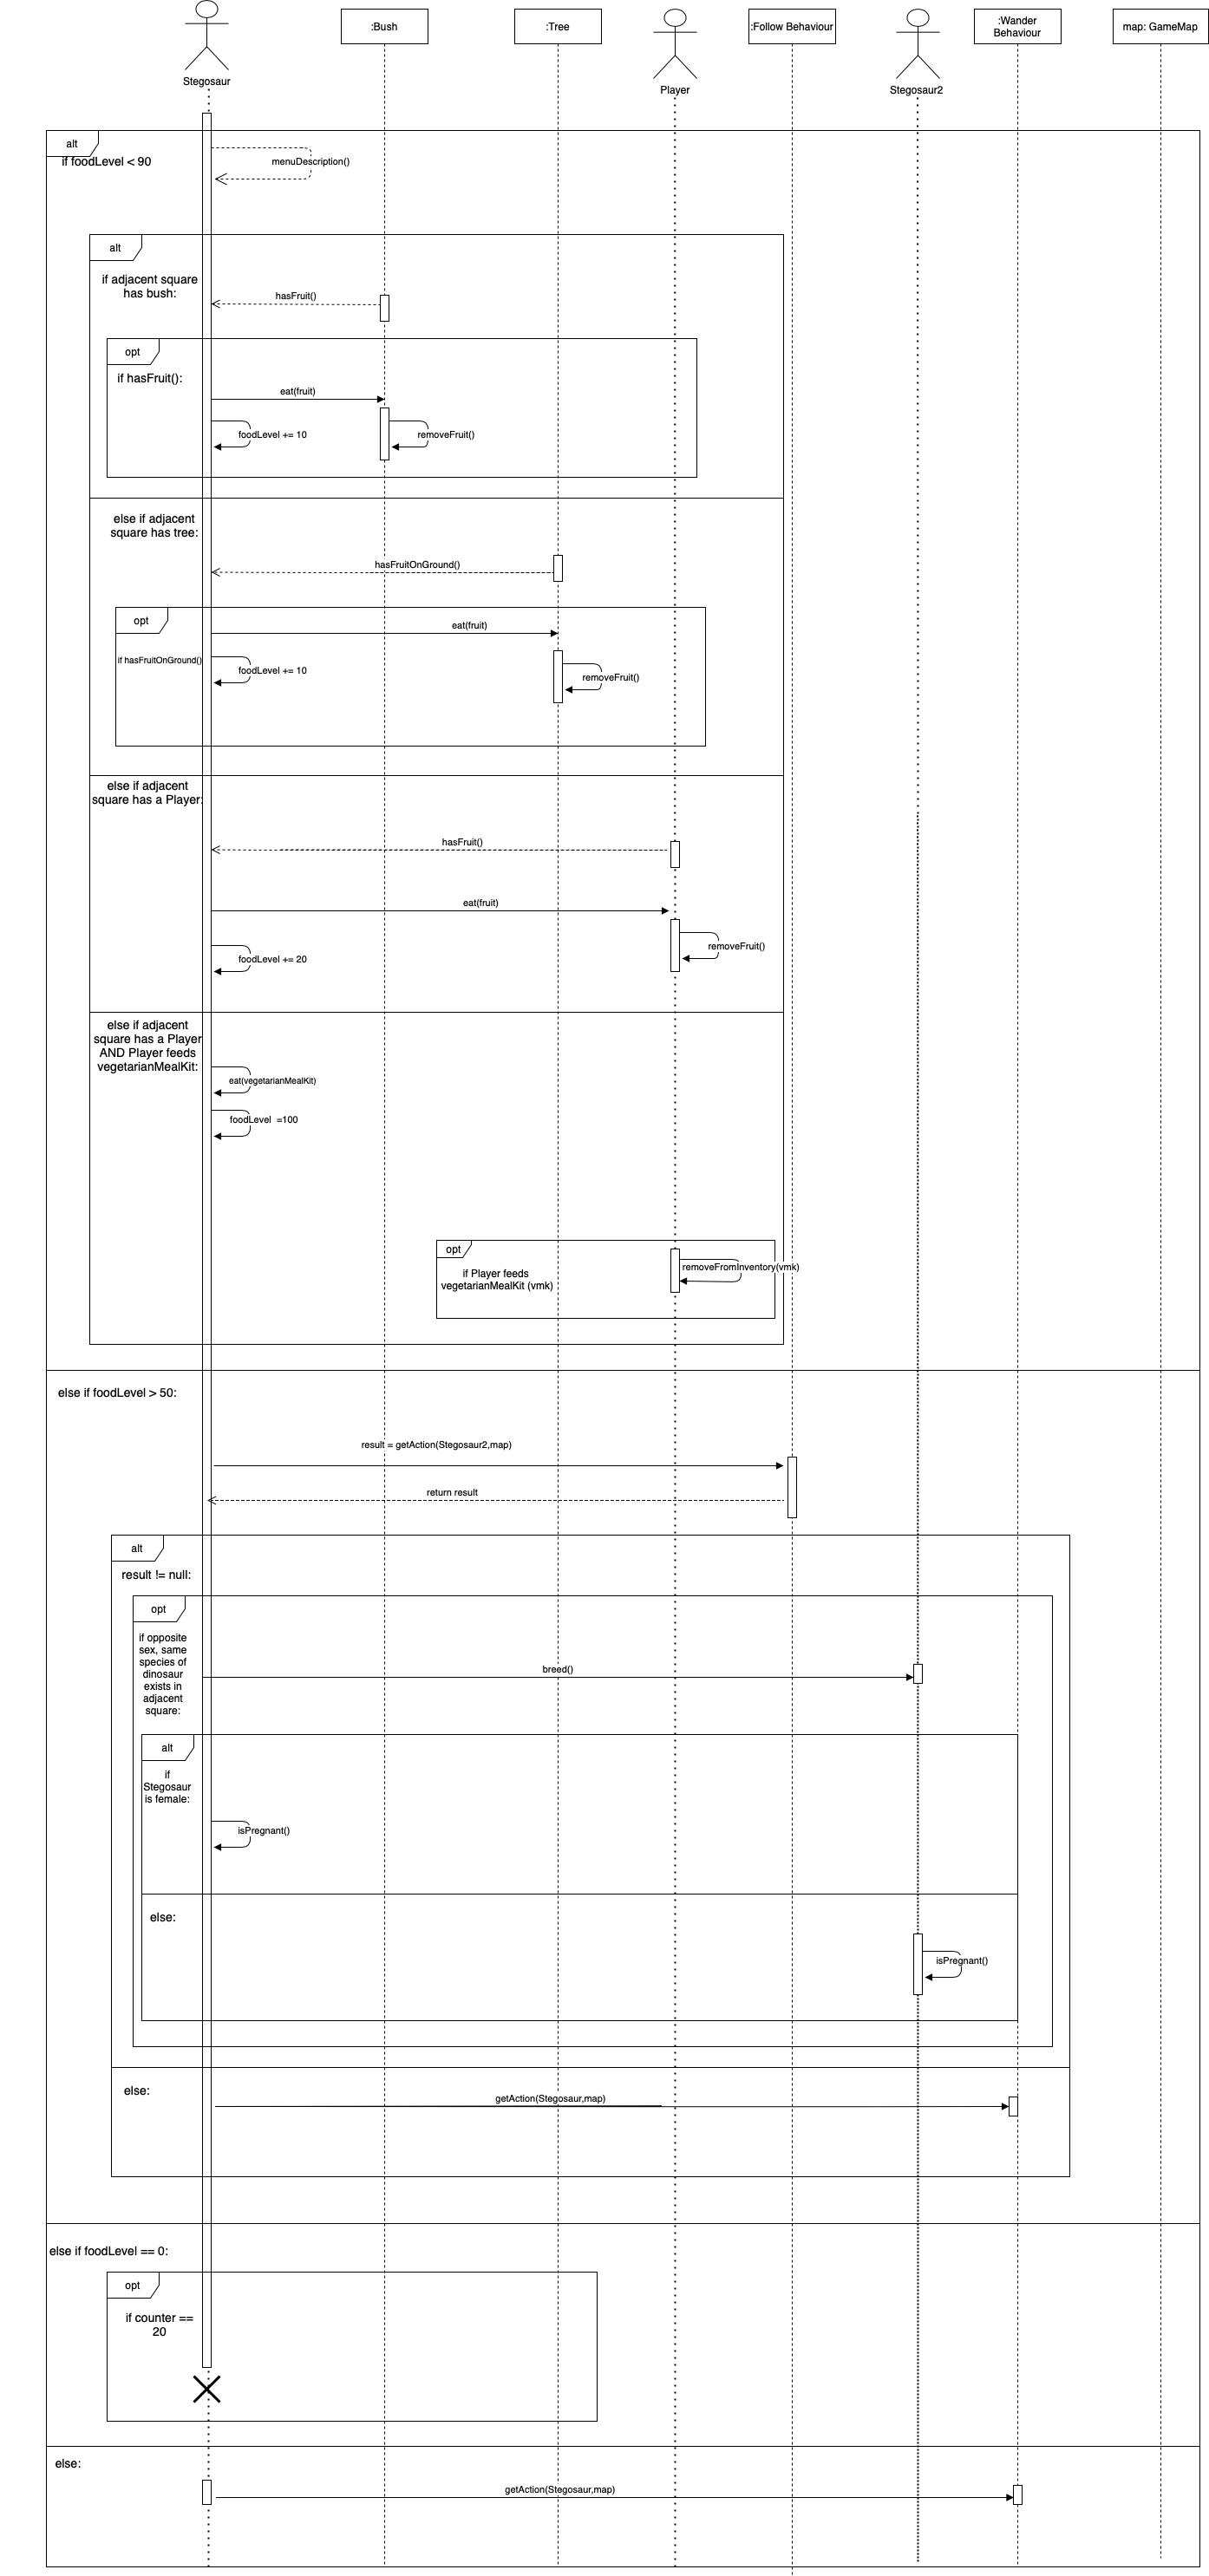 Stegosaur
:Bush
:Tree
Player
:Follow Behaviour
Stegosaur2
:Wander
Behaviour
map: GameMap
alt
if foodLevel < 90
menuDescription()
alt
if adjacent square
has bush:
hasFruit()
opt
if hasFruit():
eat(fruit)
foodLevel += 10
removeFruit()
else if adjacent
square has tree:
hasFruitOnGround()
opt
eat(fruit)
if hasFruitOnGround()
foodLevel += 10
removeFruit()
else if adjacent
square has a Player:
hasFruit()
eat(fruit)
removeFruit()
foodLevel += 20
else if adjacent
square has a Player
AND Player feeds
vegetarianMealKit:
eat(vegetarianMealKit)
foodLevel =100
opt
if Player feeds
vegetarianMealKit (vmk)
removeFromInventory(vmk)
else if foodLevel > 50:
result = getAction(Stegosaur2,map)
return result
alt
result != null:
opt
if opposite
sex, same
species of
dinosaur
exists in
adjacent
square:
breed()
alt
if
Stegosaur
is female:
isPregnant()
else:
isPregnant()
else:
getAction(Stegosaur,map)
else if foodLevel == 0:
opt
if counter ==
20
else:
getAction(Stegosaur,map)